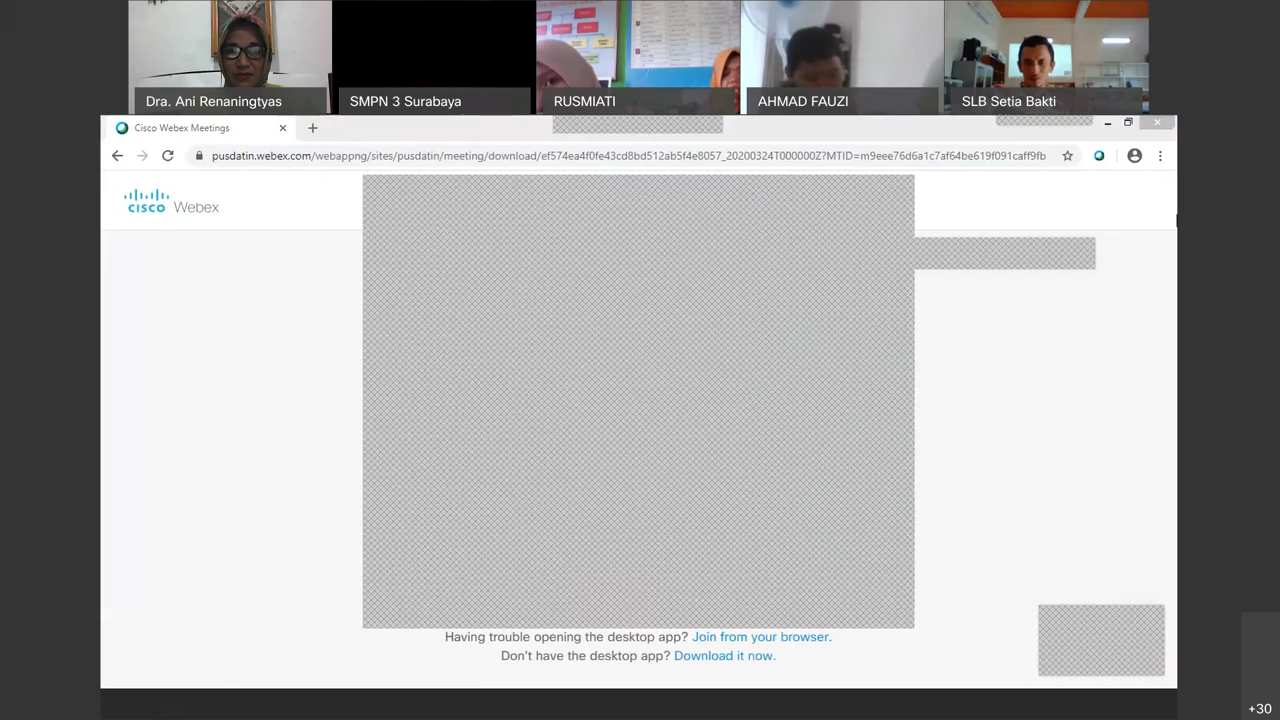 Dra. Ani Renaningtyas
SMPN 3 Surabaya
RUSMIATI
AHMAD FAUZI
SLB Setia Bakti
Cisco Webex Meetings
pusdatin.webex.com/webappng/sites/pusdatin/meeting/download/ef574ea4f0fe43cd8bd512ab5f4e8057_20200324T000000Z?MTID=m9eee76d6a1c7af64be619f091caff9fb
CISCO Webex
Having trouble opening the desktop app? Join from your browser.
Don't have the desktop app? Download it now.
+30